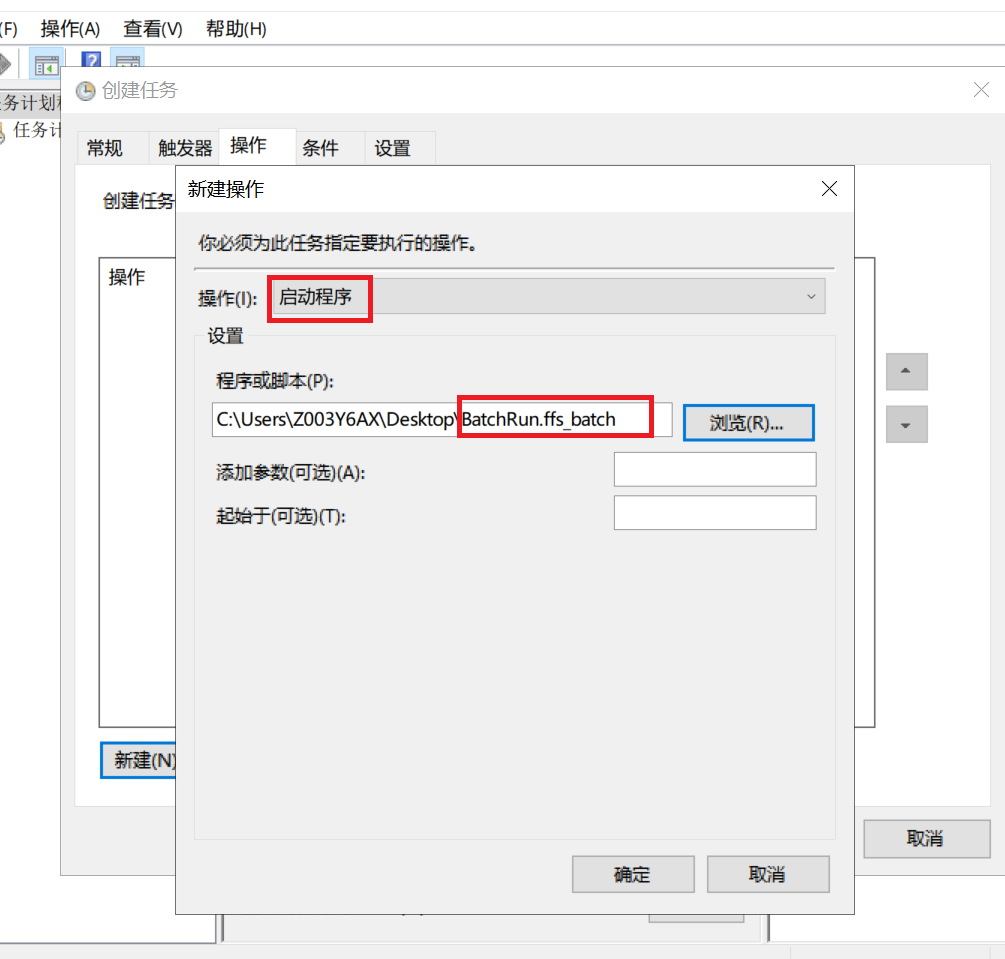 (F) 操作(A) 查看(V) 帮助(H)
创建任务
务计划
任务计
常规 触发器 操作 条件 设置
创建任务
新建操作
你必须为此任务指定要执行的操作。
操作
操作(I): 启动程序
设置
程序或脚本(P):
C:\Users\Z003Y6AX\Desktop\BatchRun.ffs_batch 浏览(R)...
添加参数(可选)(A):
起始于(可选)(T):
新建(N)
取消
确定 取消